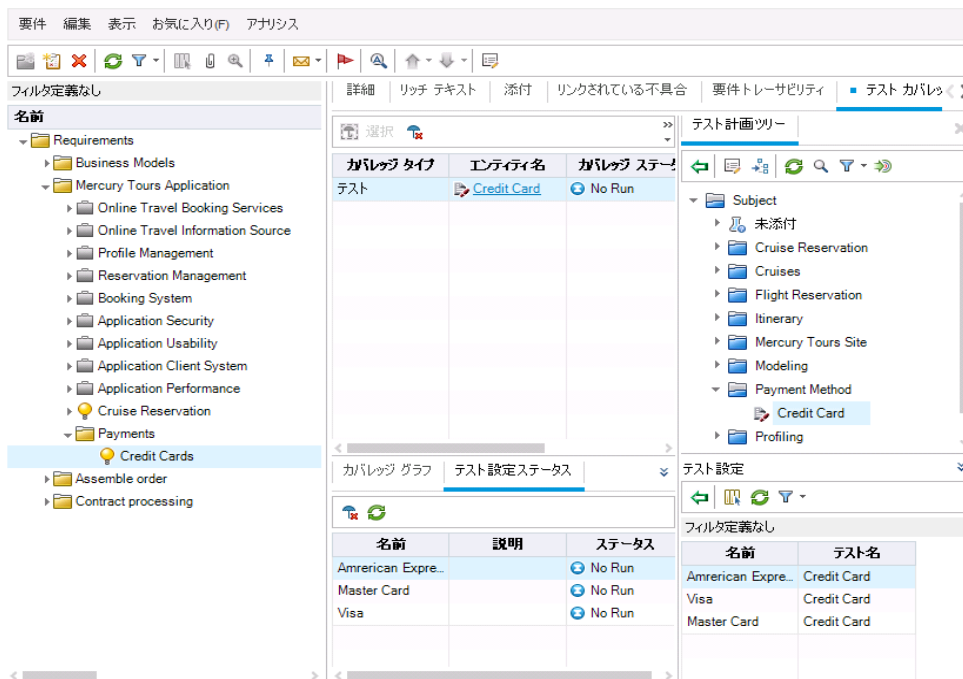 要件 編集 表示 お気に入り(F) アナリシス
フィルタ定義なし
名前
Requirements
Business Models
Mercury Tours Application
Online Travel Booking Services
Online Travel Information Source
Profile Management
Reservation Management
Booking System
Application Security
Application Usability
Application Client System
Application Performance
Cruise Reservation
Payments
Credit Cards
Assemble order
Contract processing
詳細 リッチ テキスト 添付 リンクされている不具合 要件トレーサビリティ テスト カバレッ
選択
カバレッジ タイプ エンティティ名 カバレッジ ステー
テスト Credit Card No Run
カバレッジ グラフ テスト設定ステータス
名前 説明 ステータス
Amrerican Expre... No Run
Master Card No Run
Visa No Run
テスト計画ツリー
Subject
未添付
Cruise Reservation
Cruises
Flight Reservation
Itinerary
Mercury Tours Site
Modeling
Payment Method
Credit Card
Profiling
テスト設定
フィルタ定義なし
名前 テスト名
Amrerican Expre... Credit Card
Visa Credit Card
Master Card Credit Card